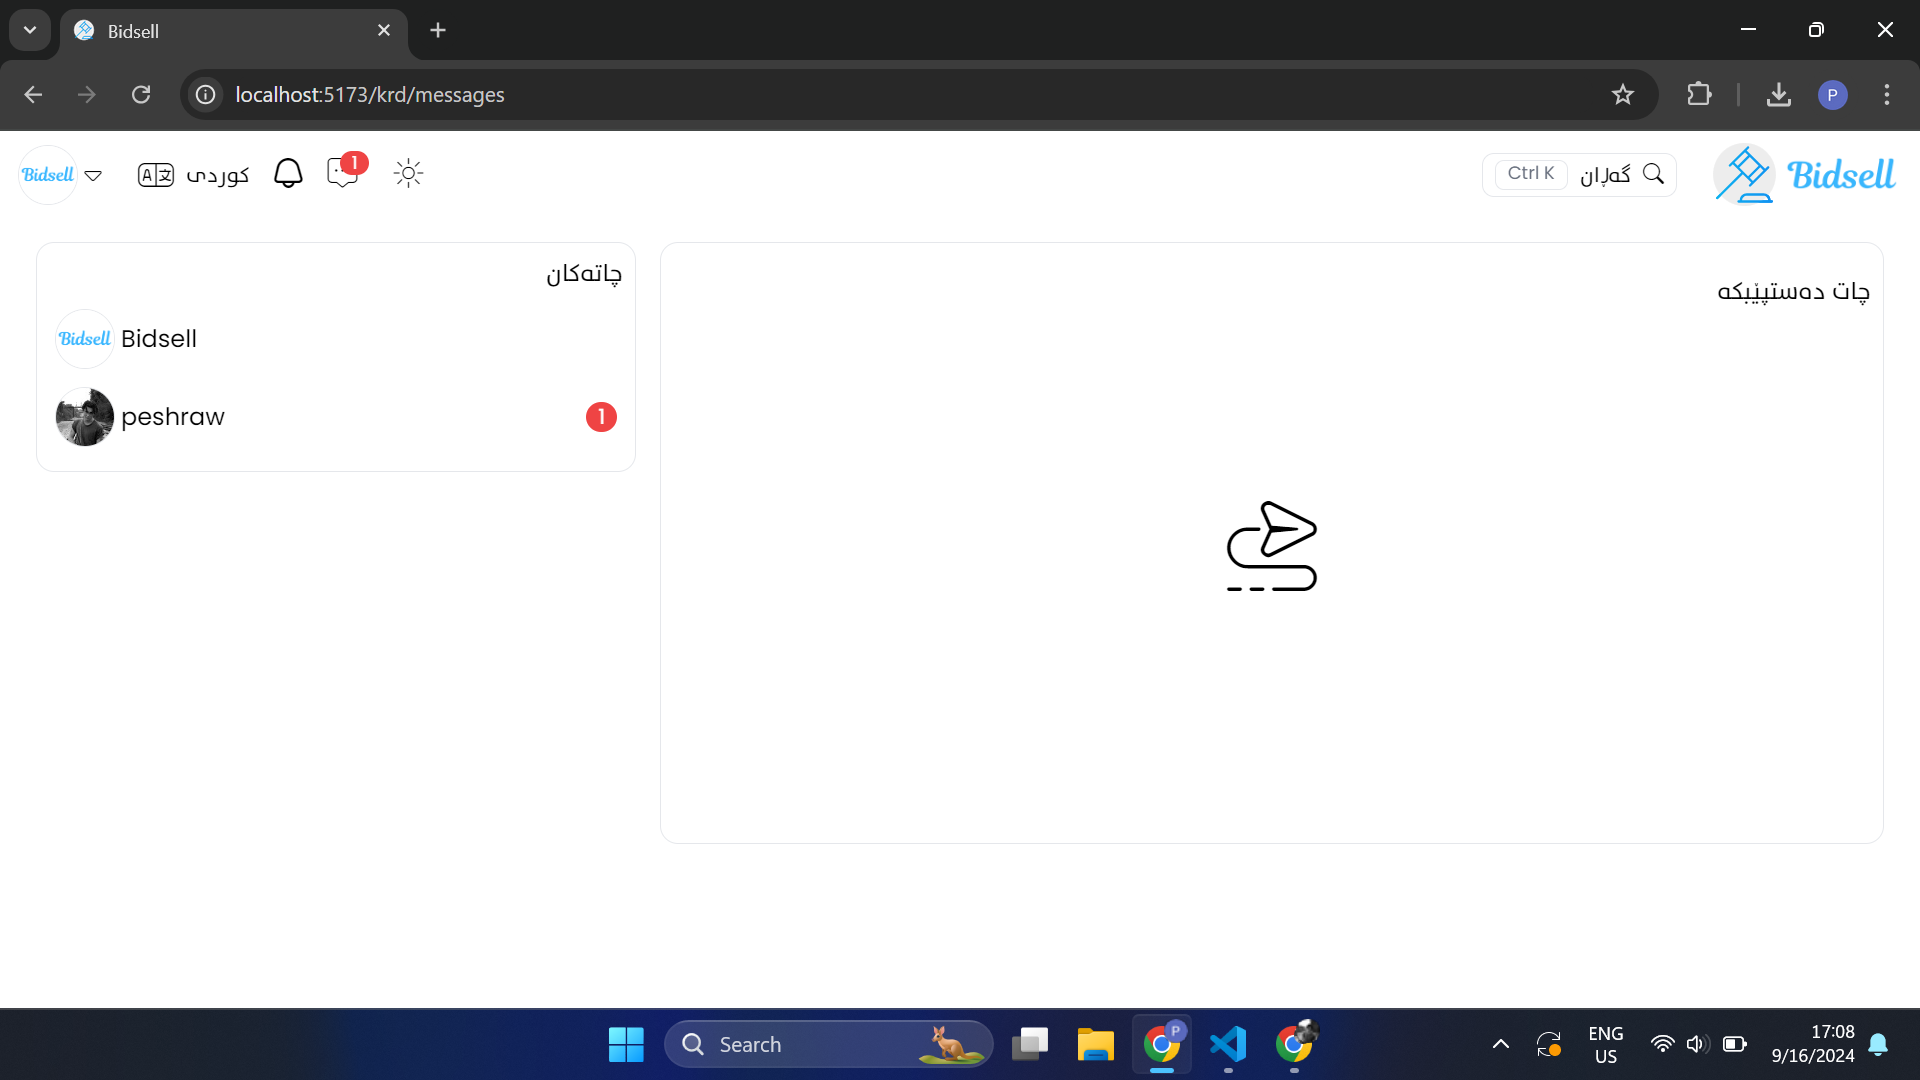 Bidsell
localhost:5173/krd/messages
P
Bidsell
کوردی
1
گەڕان
Ctrl K
Bidsell
چاتەکان
Bidsell
Bidsell
peshraw
1
چات دەستپێبکە
Search
P
ENG
US
17:08
9/16/2024